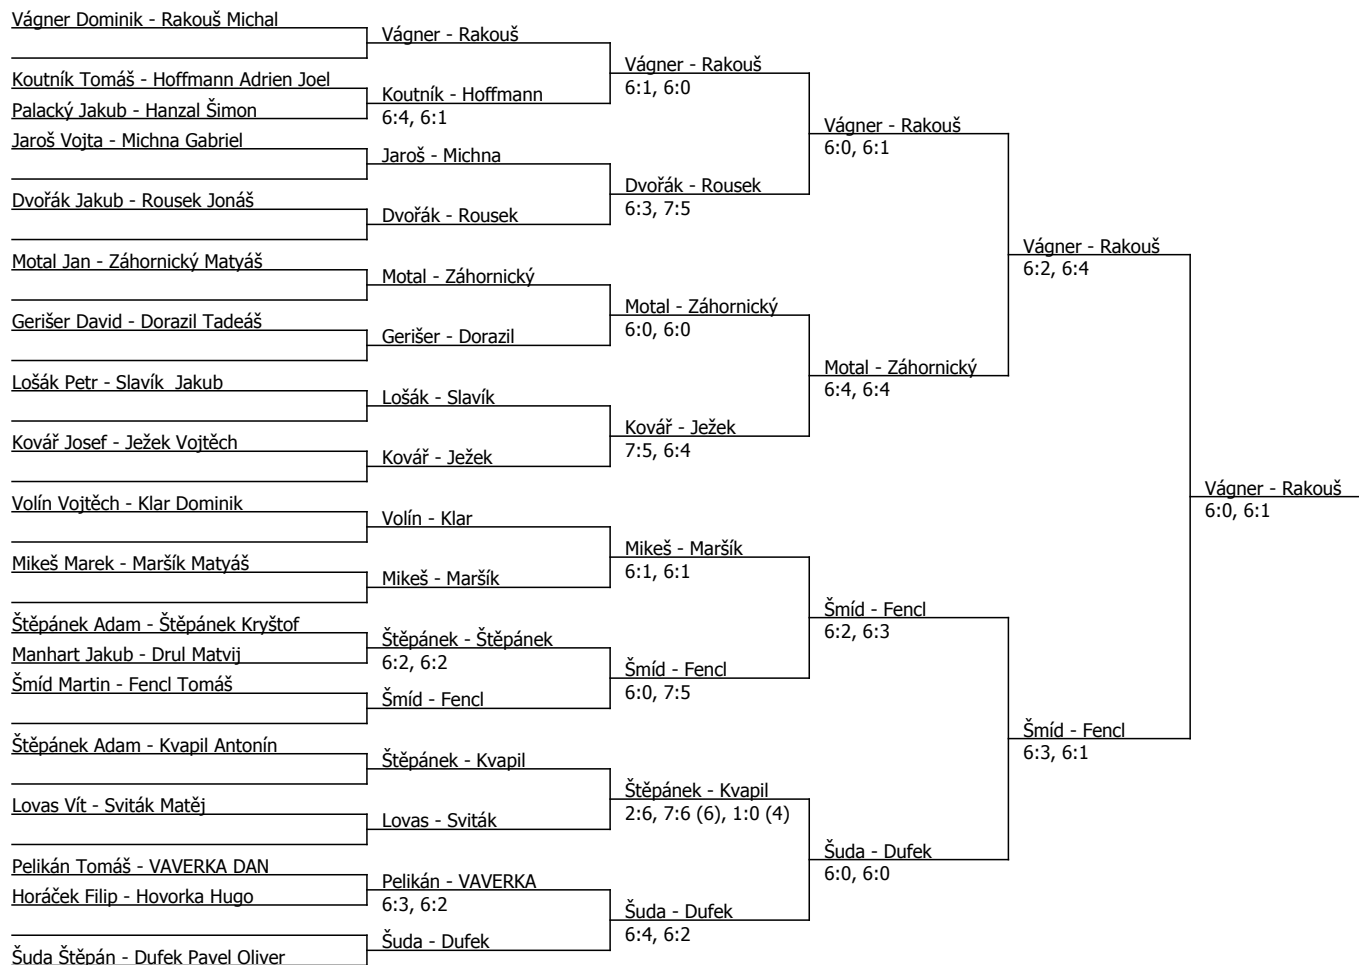 Vágner Dominik - Rakouš Michal
Koutník Tomáš - Hoffmann Adrien Joel
Palacký Jakub - Hanzal Šimon
Jaroš Vojta - Michna Gabriel
Dvořák Jakub - Rousek Jonáš
Motal Jan - Záhornický Matyáš
Gerišer David - Dorazil Tadeáš
Lošák Petr - Slavík  Jakub
Kovář Josef - Ježek Vojtěch
Volín Vojtěch - Klar Dominik
Mikeš Marek - Maršík Matyáš
Štěpánek Adam - Štěpánek Kryštof
Manhart Jakub - Drul Matvij
Šmíd Martin - Fencl Tomáš
Štěpánek Adam - Kvapil Antonín
Lovas Vít - Sviták Matěj
Pelikán Tomáš - VAVERKA DAN
Horáček Filip - Hovorka Hugo
Šuda Štěpán - Dufek Pavel Oliver
Vágner - Rakouš
Koutník - Hoffmann
6:4, 6:1
Jaroš - Michna
Dvořák - Rousek
Motal - Záhornický
Gerišer - Dorazil
Lošák - Slavík
Kovář - Ježek
Volín - Klar
Mikeš - Maršík
Štěpánek - Štěpánek
6:2, 6:2
Šmíd - Fencl
Štěpánek - Kvapil
Lovas - Sviták
Pelikán - VAVERKA
6:3, 6:2
Šuda - Dufek
Vágner - Rakouš
6:1, 6:0
Dvořák - Rousek
6:3, 7:5
Motal - Záhornický
6:0, 6:0
Kovář - Ježek
7:5, 6:4
Mikeš - Maršík
6:1, 6:1
Šmíd - Fencl
6:0, 7:5
Štěpánek - Kvapil
2:6, 7:6 (6), 1:0 (4)
Šuda - Dufek
6:4, 6:2
Vágner - Rakouš
6:0, 6:1
Motal - Záhornický
6:4, 6:4
Šmíd - Fencl
6:2, 6:3
Šuda - Dufek
6:0, 6:0
Vágner - Rakouš
6:2, 6:4
Šmíd - Fencl
6:3, 6:1
Vágner - Rakouš
6:0, 6:1